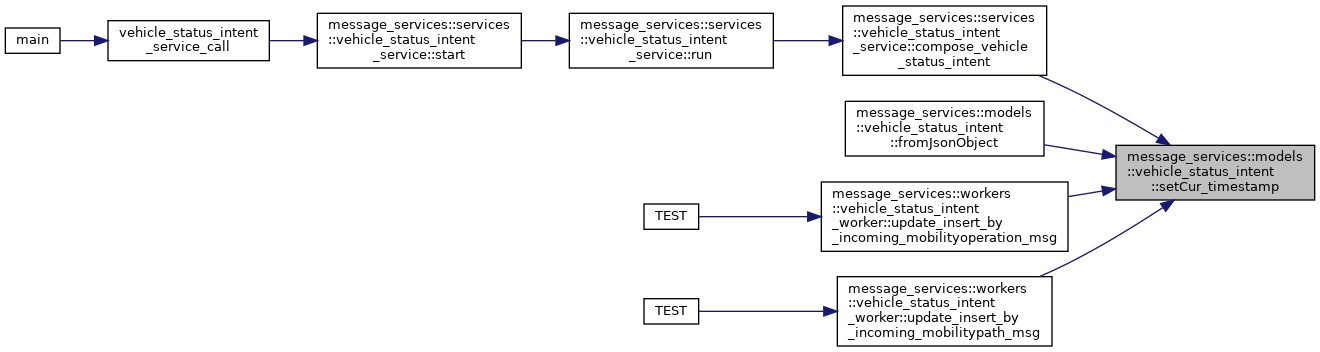 main
vehicle_status_intent
_service_call
message_services::services
::vehicle_status_intent
_service::start
message_services::services
::vehicle_status_intent
_service::run
message_services::services
::vehicle_status_intent
_service::compose_vehicle
_status_intent
message_services::models
::vehicle_status_intent
::fromJsonObject
message_services::models
::vehicle_status_intent
::setCur_timestamp
TEST
message_services::workers
::vehicle_status_intent
_worker::update_insert_by
_incoming_mobilityoperation_msg
TEST
message_services::workers
::vehicle_status_intent
_worker::update_insert_by
_incoming_mobilitypath_msg